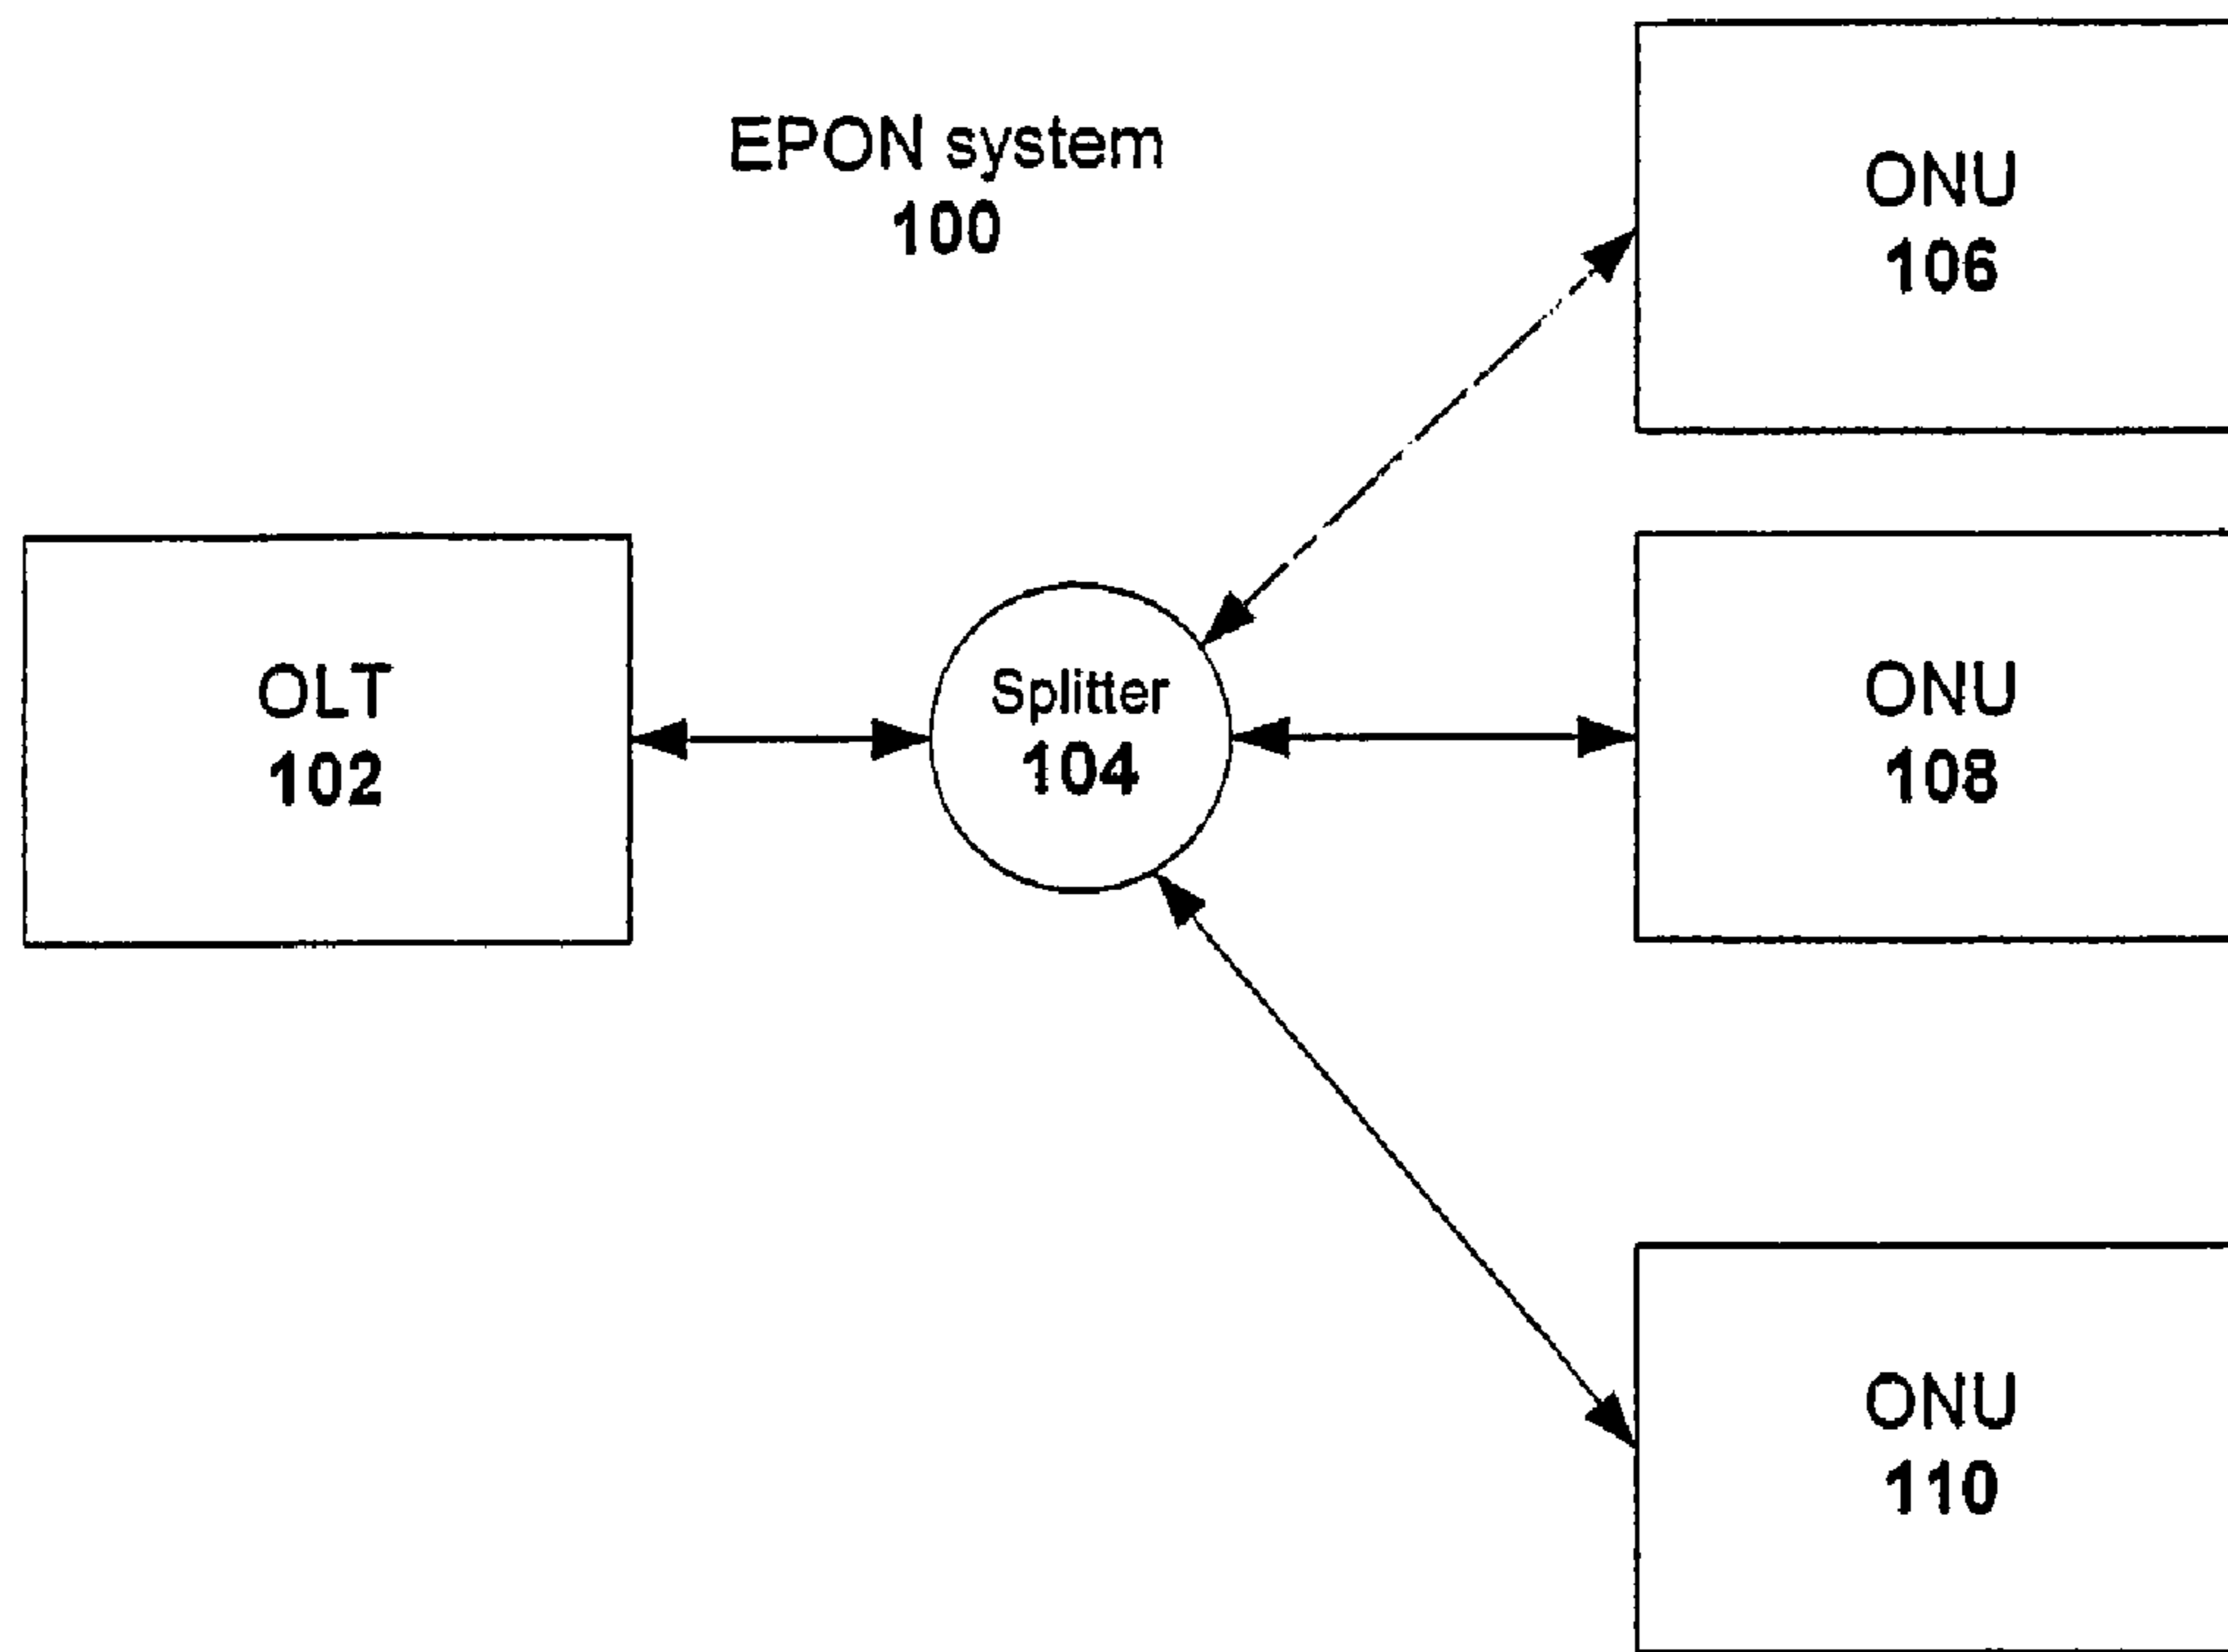 EPON system
100
ONU
106
OLT
102
Splitter
104
ONU
108
ONU
110